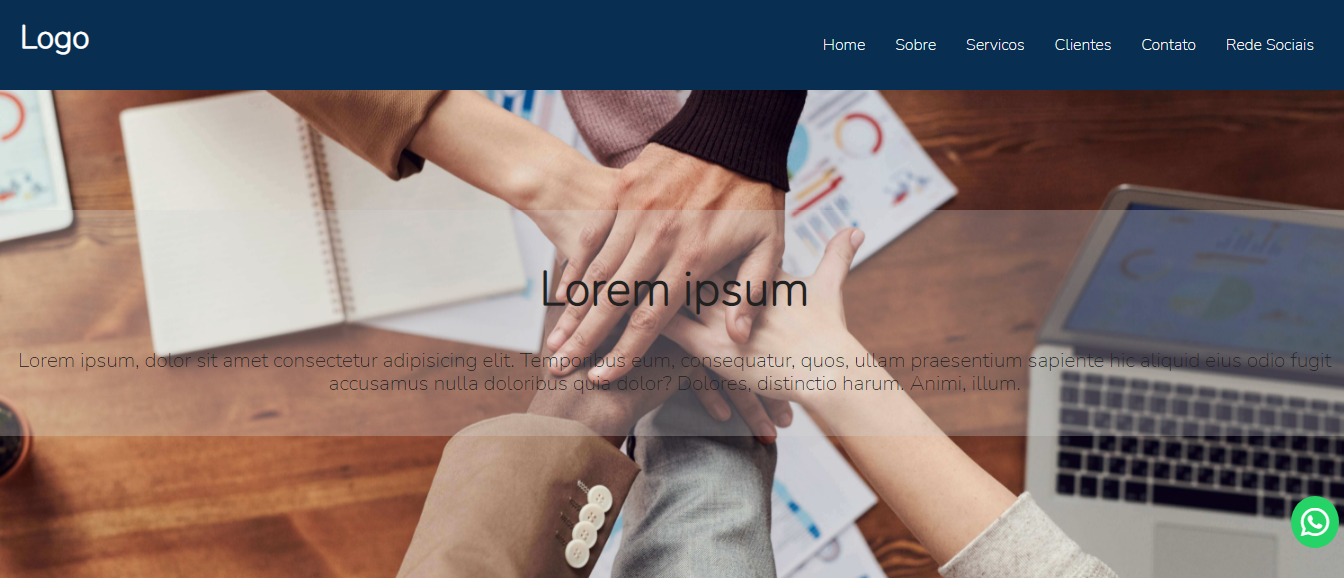 Logo
Home Sobre Servicos Clientes Contato Rede Sociais
Lorem ipsum
Lorem ipsum, dolor sit amet consectetur adipisicing elit. Temporibus eum, consequatur, quos, ullam praesentium sapiente hic aliquid eius odio fugit
accusamus nulla doloribus quia dolor? Dolores, distinctio harum. Animi, illum.